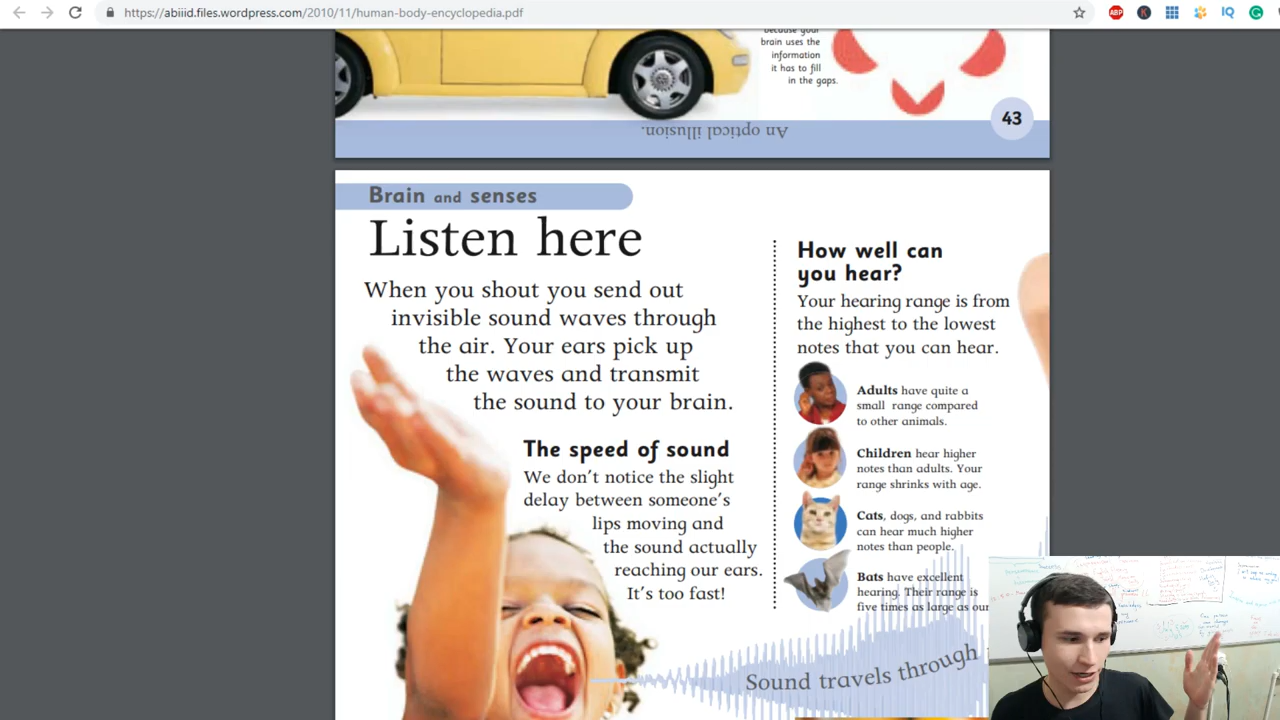 https://abiiid.files.wordpress.com/2010/11/human-body-encyclopedia.pdf
ABP
K
IQ
G
because your
brain uses the
information
it has to fill
in the gaps.
An optical illusion.
43
Brain and senses
Listen here
When you shout you send out
invisible sound waves through
the air. Your ears pick up
the waves and transmit
the sound to your brain.
The speed of sound
We don't notice the slight
delay between someone's
lips moving and
the sound actually
reaching our ears.
It's too fast!
How well can
you hear?
Your hearing range is from
the highest to the lowest
notes that you can hear.
Adults have quite a
small range compared
to other animals.
Children hear higher
notes than adults. Your
range shrinks with age.
Cats, dogs, and rabbits
can hear much higher
notes than people.
Bats have excellent
hearing. Their range is
five times as large as our
Sound travels through